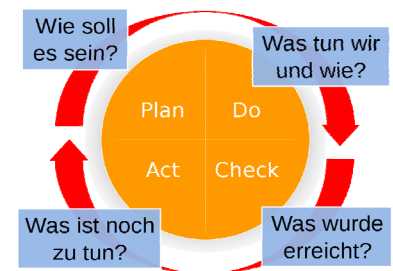 Wie soll
es sein?
Was tun wir
und wie?
Plan
Do
Act
Check
Was ist noch
zu tun?
Was wurde
erreicht?